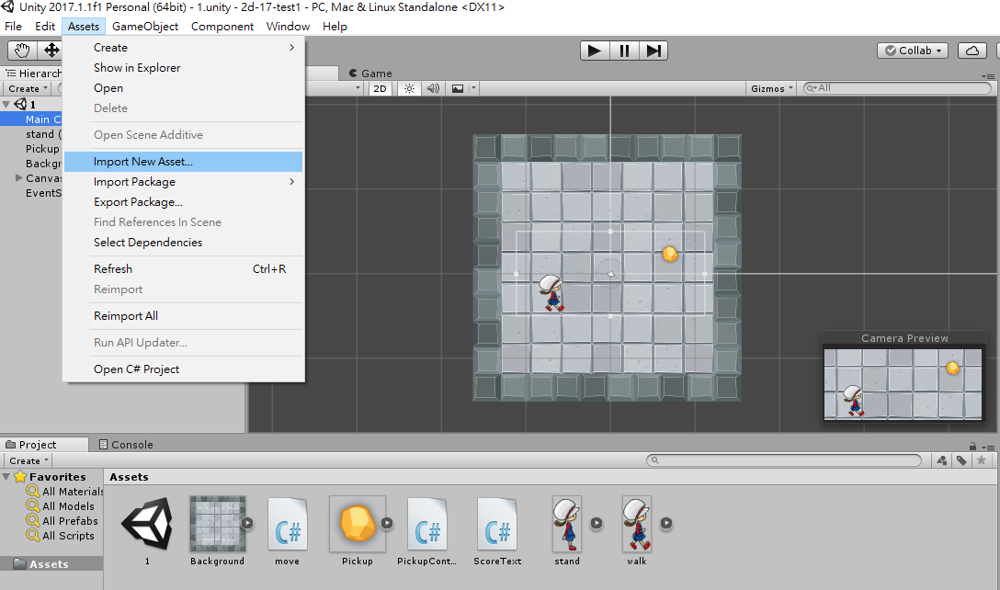 Unity 2017.1.1f1 Personal (64bit) - 1.unity - 2d-17-test1 - PC, Mac & Linux Standalone <DX11>
File Edit Assets GameObject Component Window Help
Create
Show in Explorer
Open
Delete
Open Scene Additive
Import New Asset...
Import Package
Export Package...
Find References In Scene
Select Dependencies
Refresh Ctrl+R
Reimport
Reimport All
Run API Updater...
Open C# Project
Collab
Hierarch
Create
1
Main C
stand (
Pickup
Backgr
Canvas
EventS
Game
2D
Gizmos
All
Camera Preview
Project Console
Create
Favorites
All Materials
All Models
All Prefabs
All Scripts
Assets
Assets
C# C# C#
1 Background move Pickup PickupCont... ScoreText stand walk